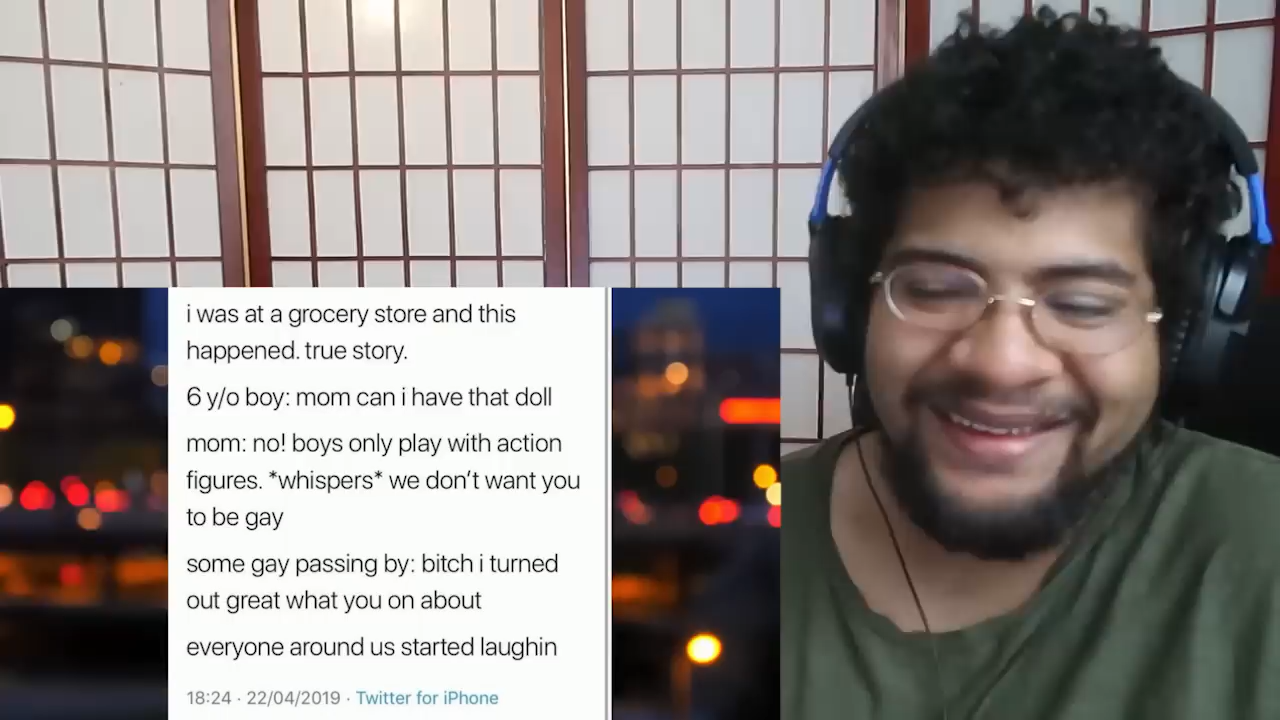 i was at a grocery store and this
happened. true story.
6 y/o boy: mom can i have that doll
mom: no! boys only play with action
figures. *whispers* we don’t want you
to be gay
some gay passing by: bitch i turned
out great what you on about
everyone around us started laughin
18:24 · 22/04/2019 · Twitter for iPhone